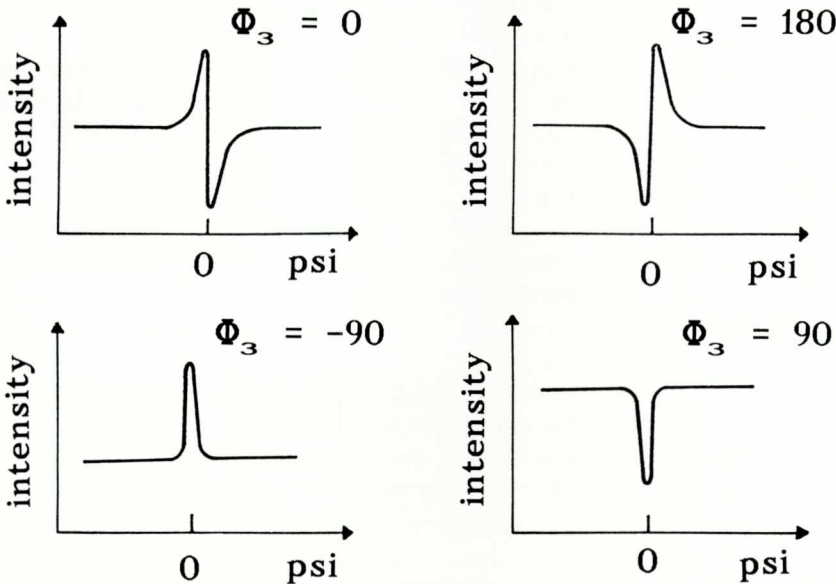 Φ₃ = 0
intensity
0 psi
Φ₃ = 180
intensity
0 psi
Φ₃ = -90
intensity
0 psi
Φ₃ = 90
intensity
0 psi